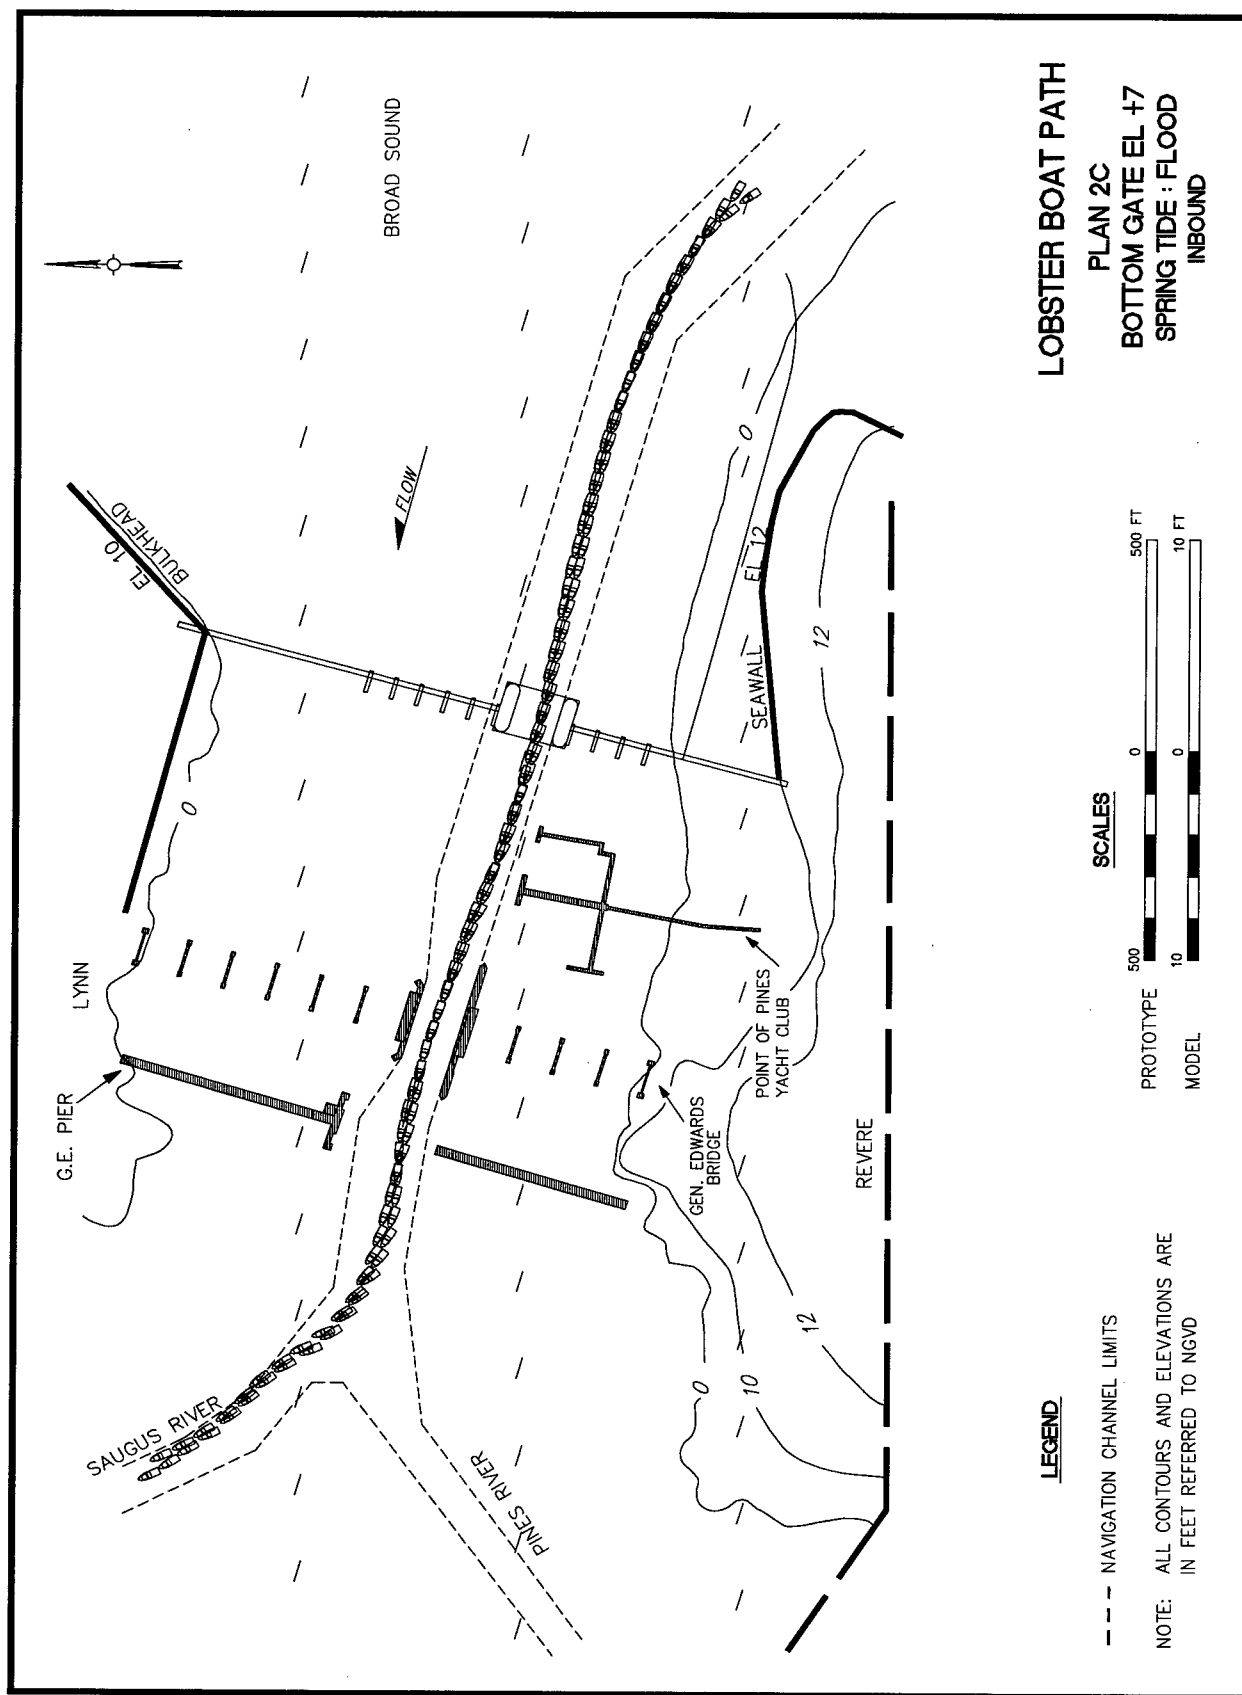 BROAD SOUND
FLOW
EL 10
BULKHEAD
0
LYNN
G.E. PIER
SAUGUS RIVER
PINES RIVER
0
SEAWALL EL 12
12
POINT OF PINES
YACHT CLUB
GEN. EDWARDS
BRIDGE
REVERE
0
10
12
LOBSTER BOAT PATH
PLAN 2C
BOTTOM GATE EL +7
SPRING TIDE : FLOOD
INBOUND
SCALES
PROTOTYPE 500 0 500 FT
MODEL 10 0 10 FT
LEGEND
--- NAVIGATION CHANNEL LIMITS
NOTE: ALL CONTOURS AND ELEVATIONS ARE
IN FEET REFERRED TO NGVD